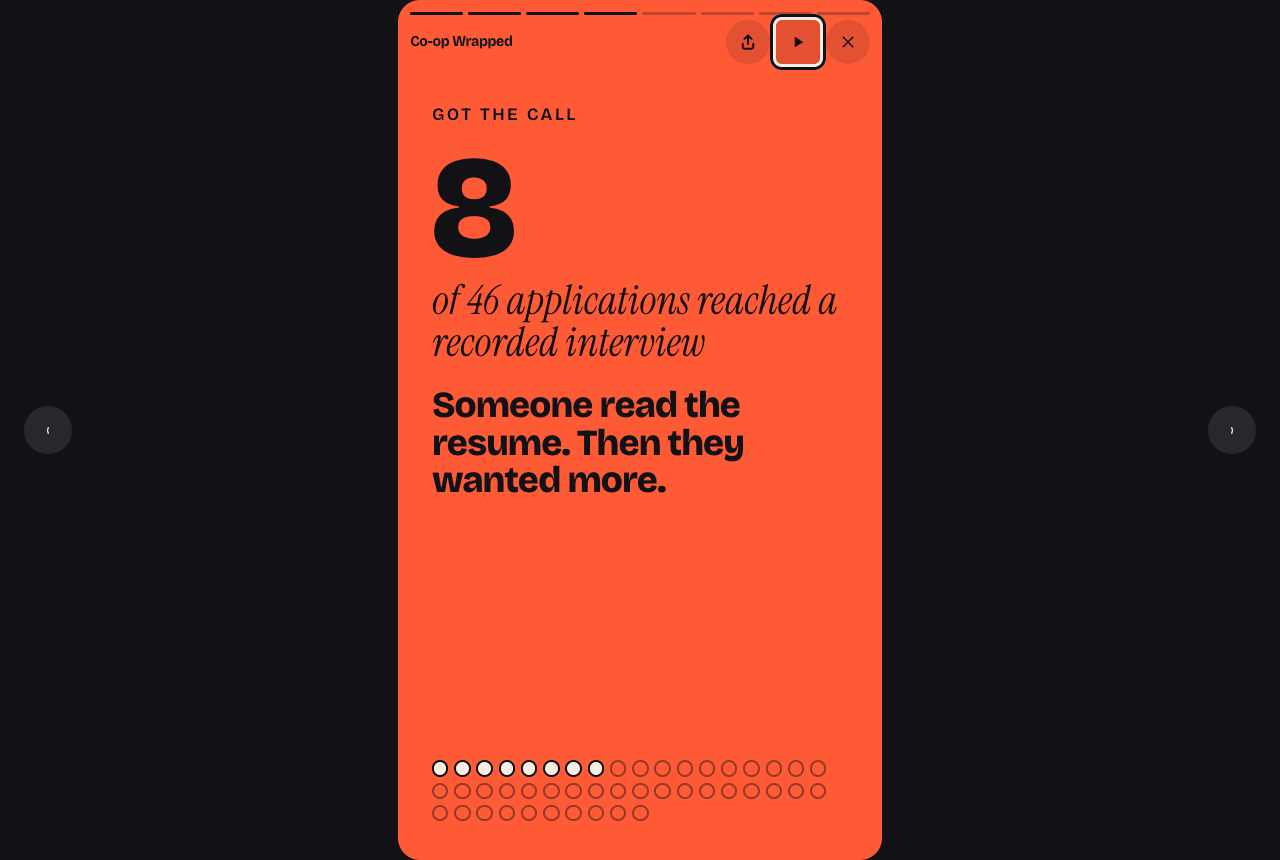 Co-op Wrapped
GOT THE CALL
8
of 46 applications reached a
recorded interview
Someone read the
resume. Then they
wanted more.